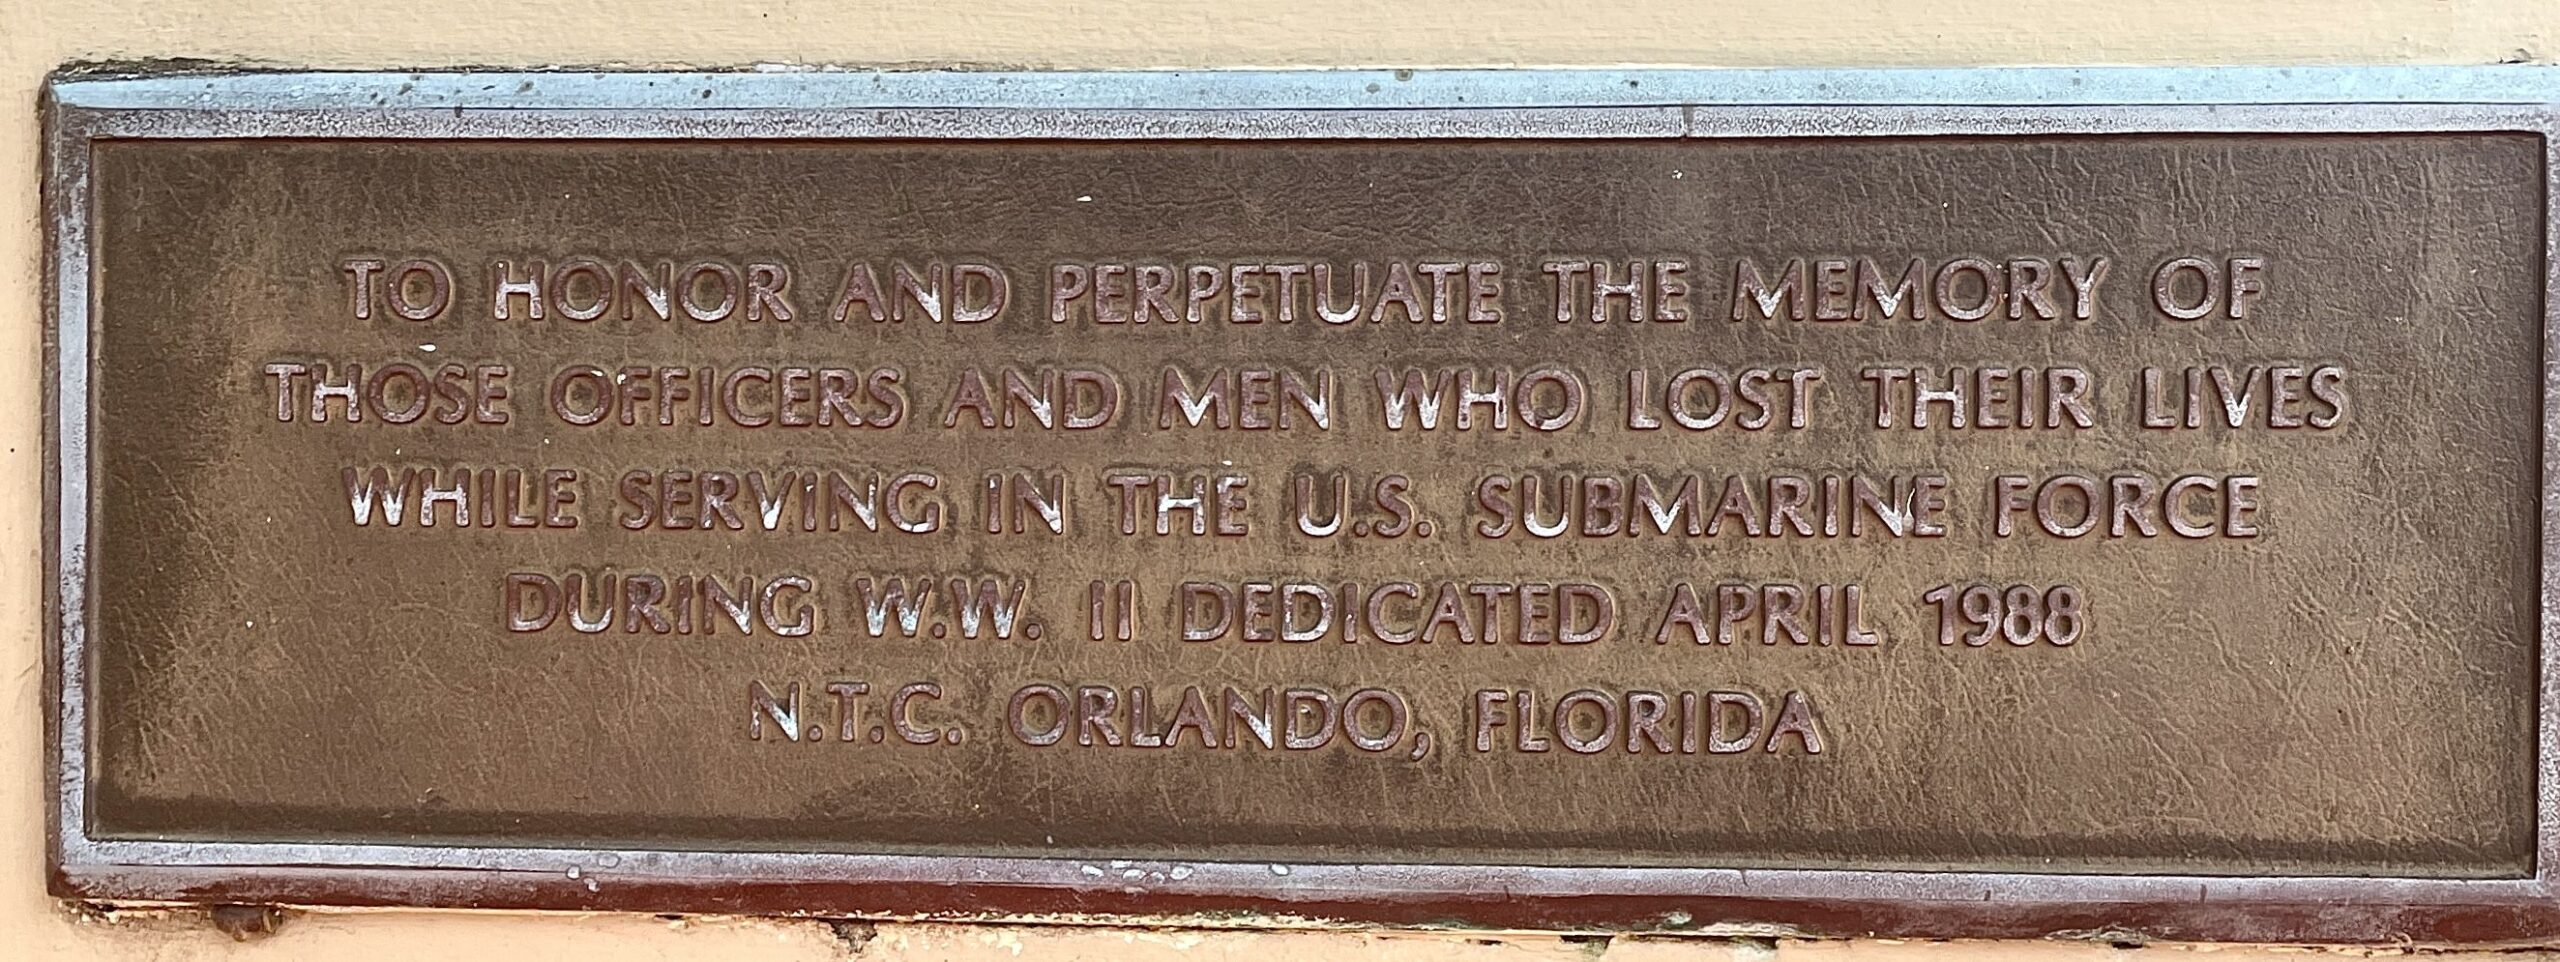 TO HONOR AND PERPETUATE THE MEMORY OF
THOSE OFFICERS AND MEN WHO LOST THEIR LIVES
WHILE SERVING IN THE U.S. SUBMARINE FORCE
DURING W.W. II DEDICATED APRIL 1988
N.T.C. ORLANDO, FLORIDA